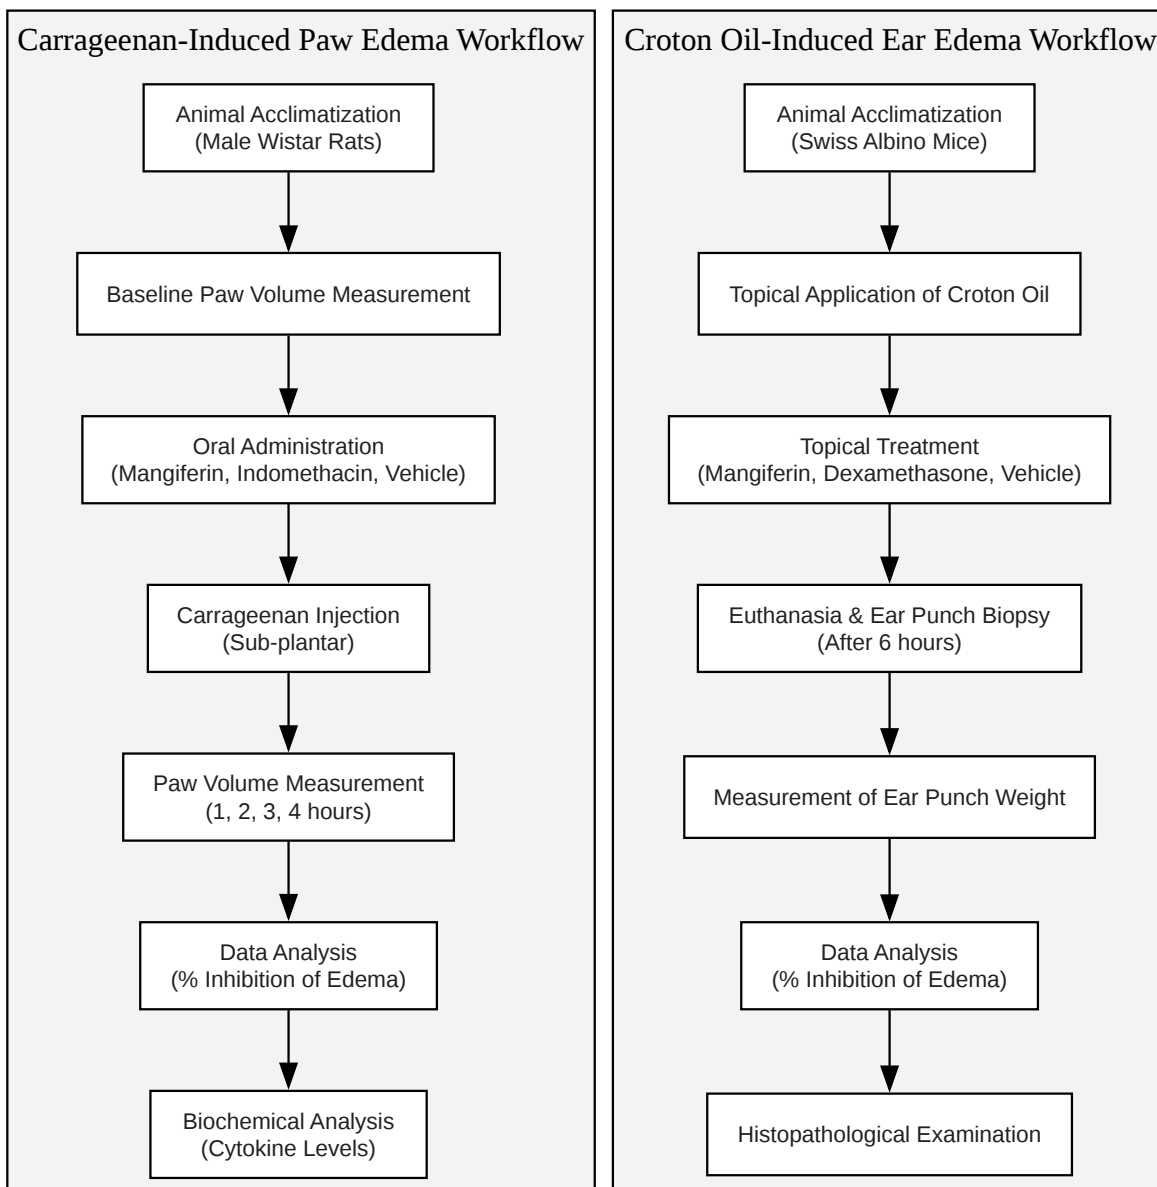 Carrageenan-Induced Paw Edema Workflow
Animal Acclimatization
(Male Wistar Rats)
Baseline Paw Volume Measurement
Oral Administration
(Mangiferin, Indomethacin, Vehicle)
Carrageenan Injection
(Sub-plantar)
Paw Volume Measurement
(1, 2, 3, 4 hours)
Data Analysis
(% Inhibition of Edema)
Biochemical Analysis
(Cytokine Levels)
Croton Oil-Induced Ear Edema Workflow
Animal Acclimatization
(Swiss Albino Mice)
Topical Application of Croton Oil
Topical Treatment
(Mangiferin, Dexamethasone, Vehicle)
Euthanasia & Ear Punch Biopsy
(After 6 hours)
Measurement of Ear Punch Weight
Data Analysis
(% Inhibition of Edema)
Histopathological Examination